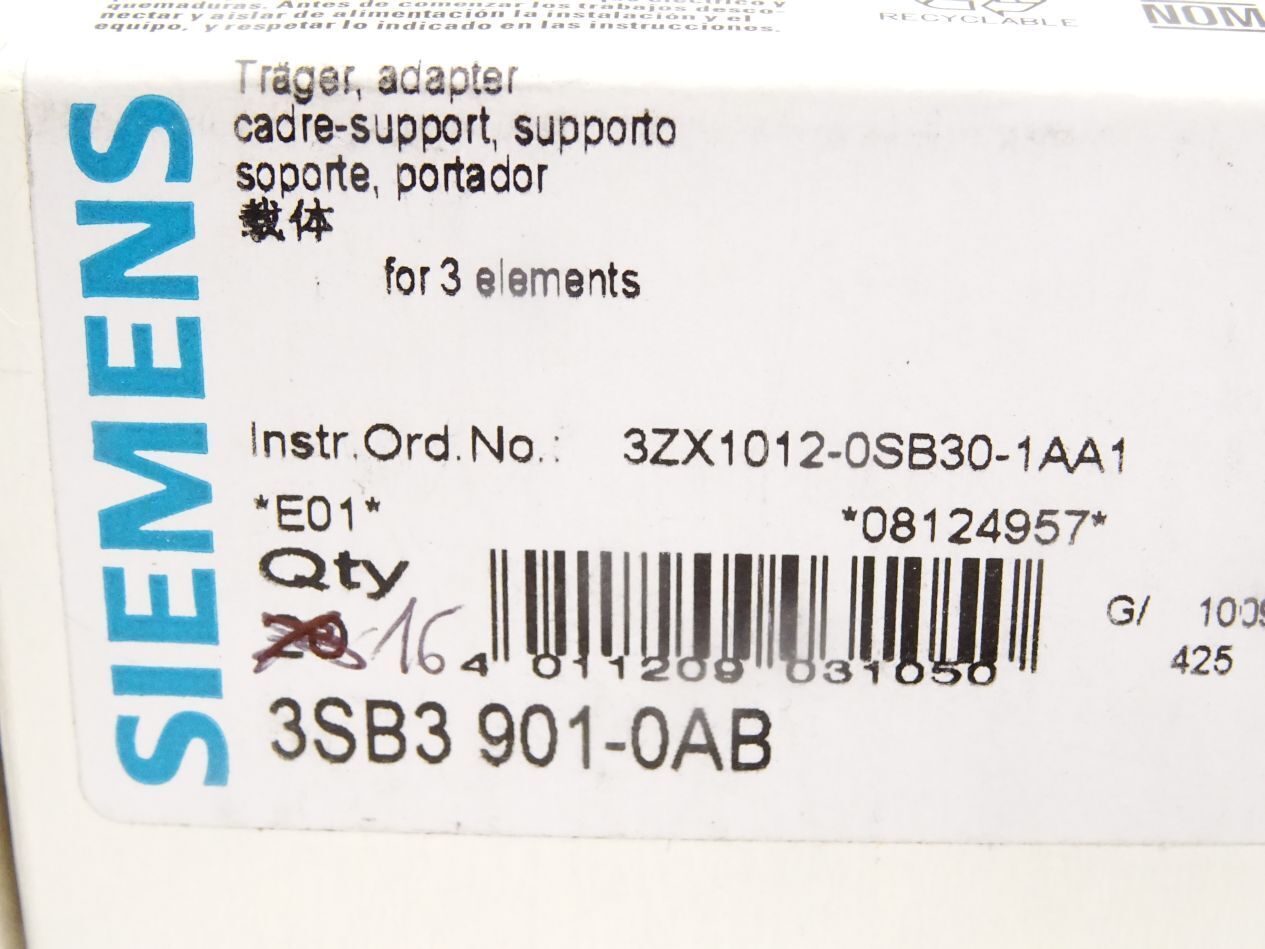 quemaduras. Antes de comenzar los trabajos desco-
nectar y aislar de alimentación la instalación y el
equipo, y respetar lo indicado en las instrucciones.
RECYCLABLE
NOM
SIEMENS
Träger, adapter
cadre-support, supporto
soporte, portador
载体
for 3 elements
Instr.Ord.No.: 3ZX1012-0SB30-1AA1
*E01* *08124957*
Qty
20 16
4 011209 031050
G/ 1009
425
3SB3 901-0AB